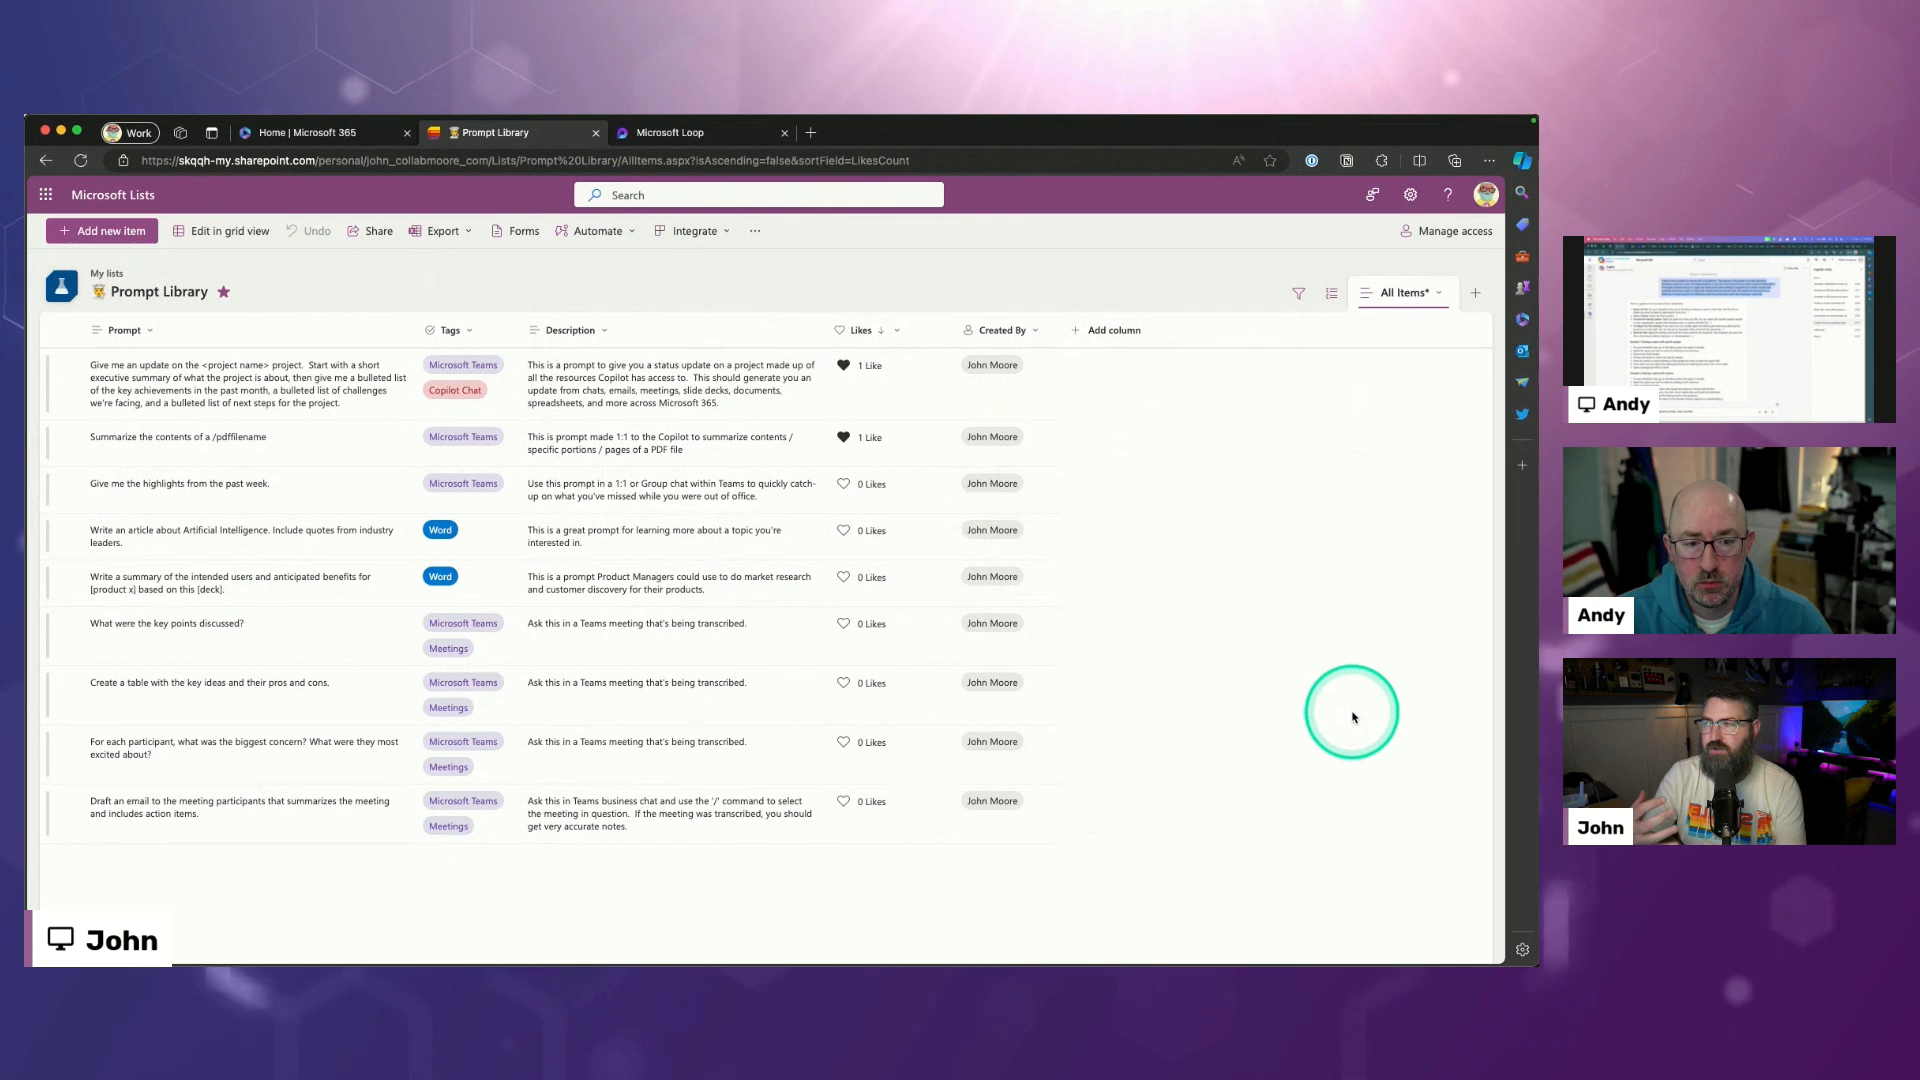 Work
Home | Microsoft 365
Prompt Library
Microsoft Loop
https://skqqh-my.sharepoint.com/personal/john_collabmoore_com/Lists/Prompt%20Library/AllItems.aspx?isAscending=false&sortField=LikesCount
Microsoft Lists
Search
Add new item
Edit in grid view
Undo
Share
Export
Forms
Automate
Integrate
Manage access
My lists
Prompt Library
All Items*
Prompt
Tags
Description
Likes
Created By
Add column
Give me an update on the <project name> project. Start with a short
executive summary of what the project is about, then give me a bulleted list
of the key achievements in the past month, a bulleted list of challenges
we're facing, and a bulleted list of next steps for the project.
Microsoft Teams
Copilot Chat
This is a prompt to give you a status update on a project made up of
all the resources Copilot has access to. This should generate you an
update from chats, emails, meetings, slide decks, documents,
spreadsheets, and more across Microsoft 365.
1 Like
John Moore
Summarize the contents of a /pdffilename
Microsoft Teams
This is prompt made 1:1 to the Copilot to summarize contents /
specific portions / pages of a PDF file
1 Like
John Moore
Give me the highlights from the past week.
Microsoft Teams
Use this prompt in a 1:1 or Group chat within Teams to quickly catch-
up on what you've missed while you were out of office.
0 Likes
John Moore
Write an article about Artificial Intelligence. Include quotes from industry
leaders.
Word
This is a great prompt for learning more about a topic you're
interested in.
0 Likes
John Moore
Write a summary of the intended users and anticipated benefits for
[product x] based on this [deck].
Word
This is a prompt Product Managers could use to do market research
and customer discovery for their products.
0 Likes
John Moore
What were the key points discussed?
Microsoft Teams
Meetings
Ask this in a Teams meeting that's being transcribed.
0 Likes
John Moore
Create a table with the key ideas and their pros and cons.
Microsoft Teams
Meetings
Ask this in a Teams meeting that's being transcribed.
0 Likes
John Moore
For each participant, what was the biggest concern? What were they most
excited about?
Microsoft Teams
Meetings
Ask this in a Teams meeting that's being transcribed.
0 Likes
John Moore
Draft an email to the meeting participants that summarizes the meeting
and includes action items.
Microsoft Teams
Meetings
Ask this in Teams business chat and use the '/' command to select
the meeting in question. If the meeting was transcribed, you should
get very accurate notes.
0 Likes
John Moore
John
Andy
Andy
John